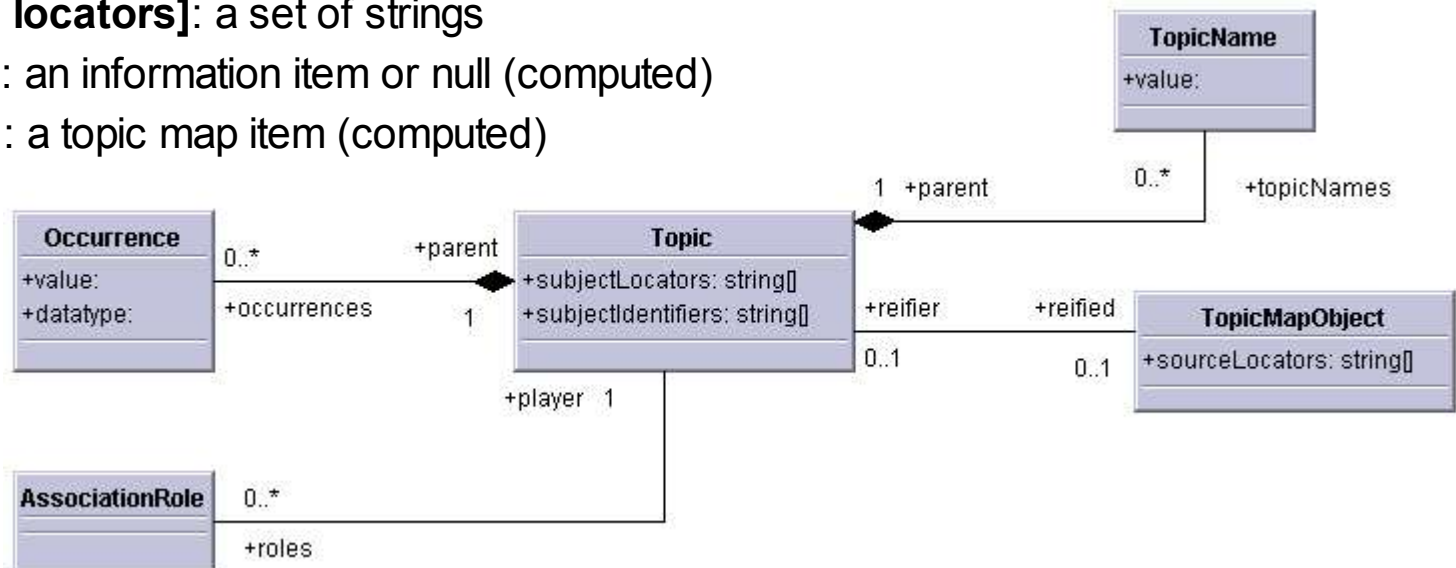 locators]: a set of strings
: an information item or null (computed)
: a topic map item (computed)
TopicName
+value:
0..*
+topicNames
1 +parent
Occurrence
+value:
+datatype:
0..*
+occurrences
+parent
1
Topic
+subjectLocators: string[]
+subjectIdentifiers: string[]
+reifier
0..1
+reified
0..1
TopicMapObject
+sourceLocators: string[]
+player 1
AssociationRole
0..*
+roles